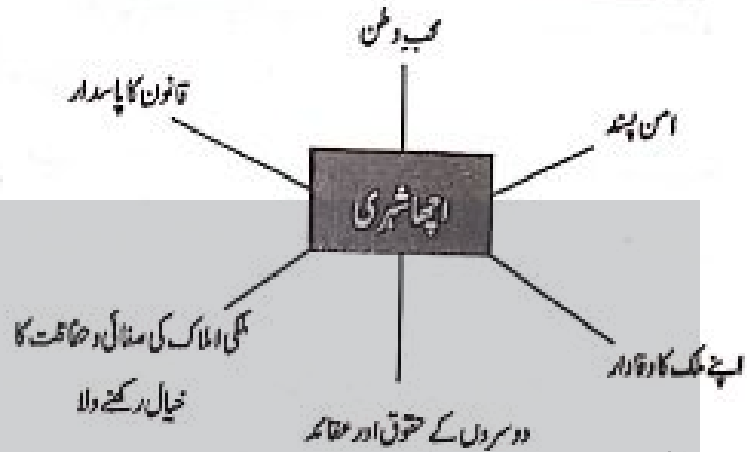 محب وطن
قانون کا پاسدار
امن پسند
اچھا شہری
ملکی املاک کی صفائی و حفاظت کا
خیال رکھنے ولا
اپنے ملک کا وفادار
دوسروں کے حقوق اور عقائد